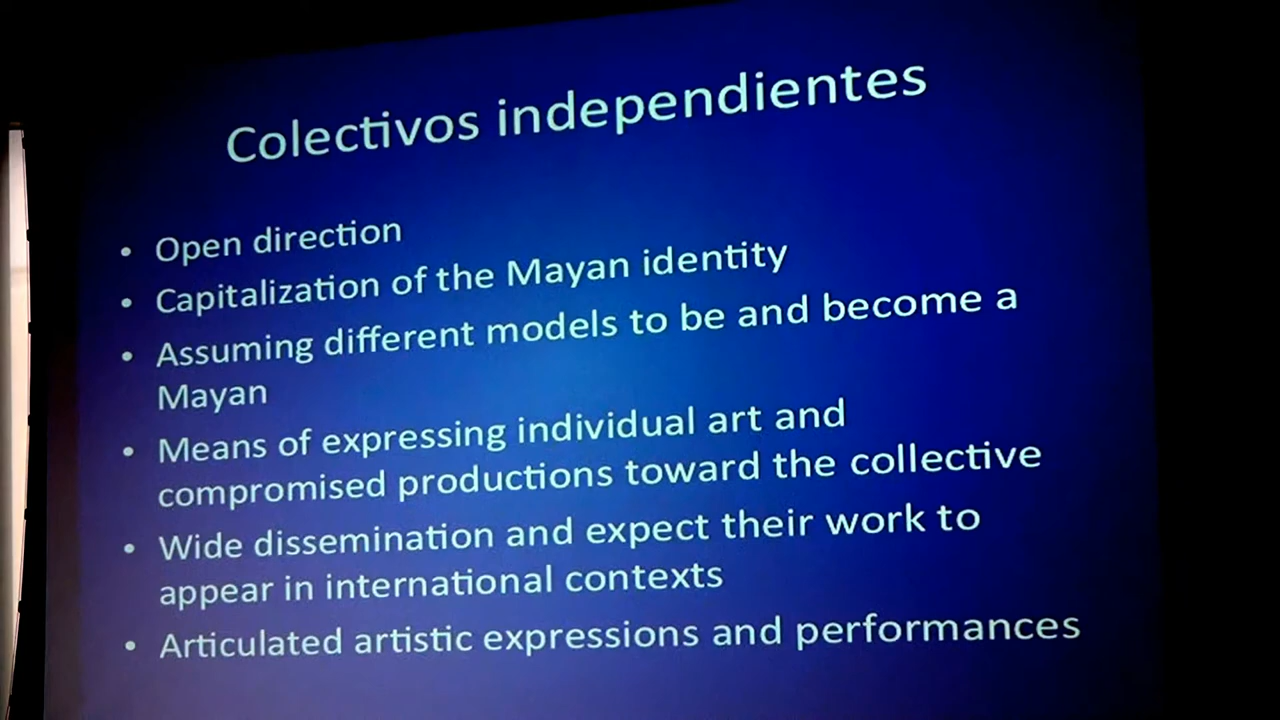 Colectivos independientes
• Open direction
• Capitalization of the Mayan identity
• Assuming different models to be and become a
Mayan
• Means of expressing individual art and
compromised productions toward the collective
• Wide dissemination and expect their work to
appear in international contexts
• Articulated artistic expressions and performances